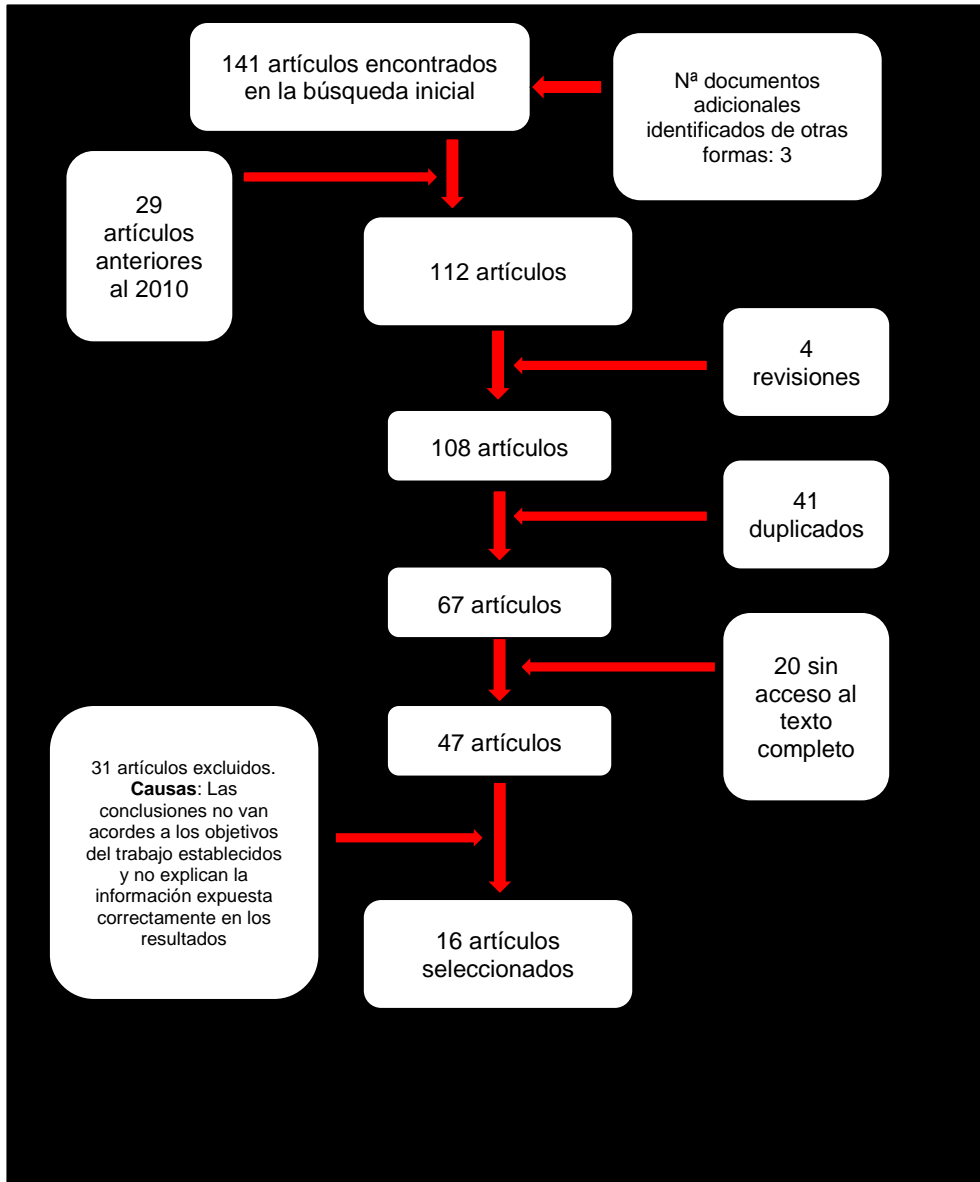 141 artículos encontrados
en la búsqueda inicial
Nª documentos
adicionales
identificados de otras
formas: 3
29
artículos
anteriores
al 2010
112 artículos
4
revisiones
108 artículos
41
duplicados
67 artículos
20 sin
acceso al
texto
completo
47 artículos
31 artículos excluidos.
Causas: Las
conclusiones no van
acordes a los objetivos
del trabajo establecidos
y no explican la
información expuesta
correctamente en los
resultados
16 artículos
seleccionados